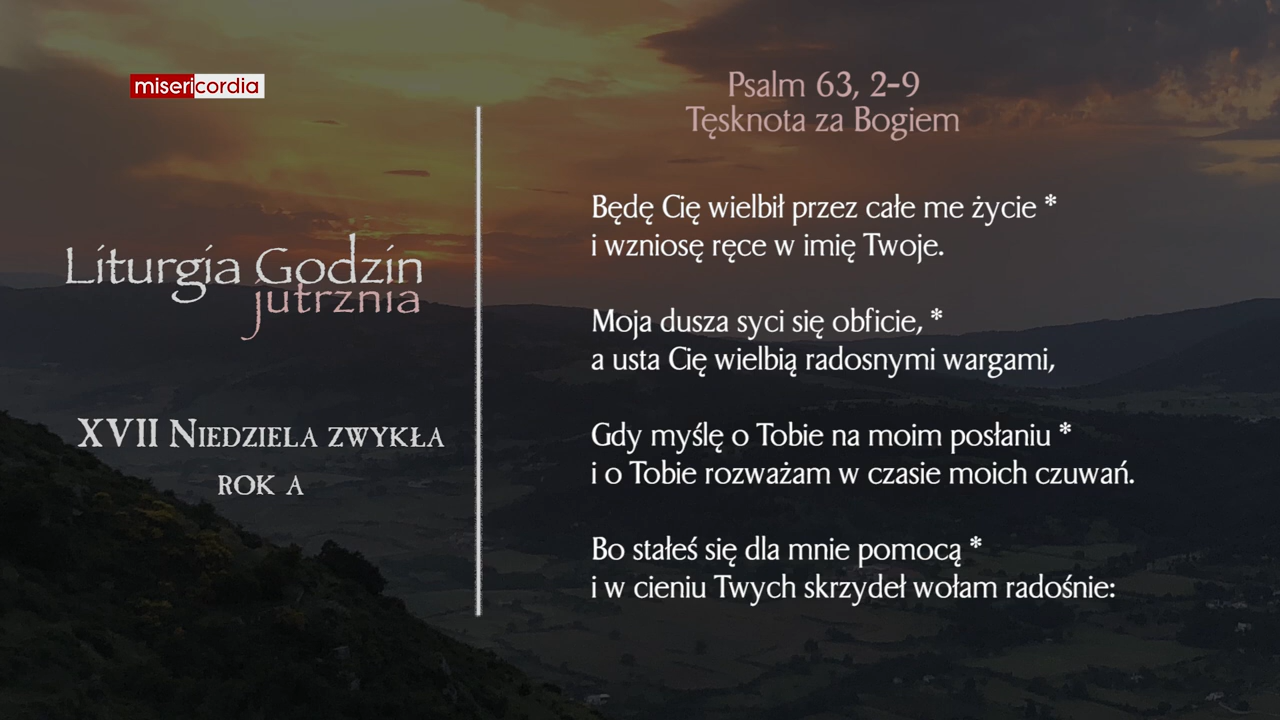 misericordia
Liturgia Godzin
jutrznia
XVII Niedziela zwykła
rok A
Psalm 63, 2-9
Tęsknota za Bogiem
Będę Cię wielbił przez całe me życie *
i wzniosę ręce w imię Twoje.
Moja dusza syci się obficie, *
a usta Cię wielbią radosnymi wargami,
Gdy myślę o Tobie na moim posłaniu *
i o Tobie rozważam w czasie moich czuwań.
Bo stałeś się dla mnie pomocą *
i w cieniu Twych skrzydeł wołam radośnie: